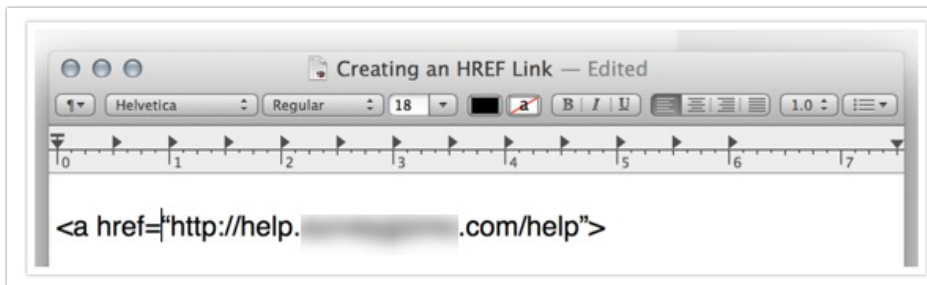 Creating an HREF Link — Edited
¶ Helvetica Regular 18 a B I U 1.0
0 1 2 3 4 5 6 7
<a href=“http://help. .com/help”>